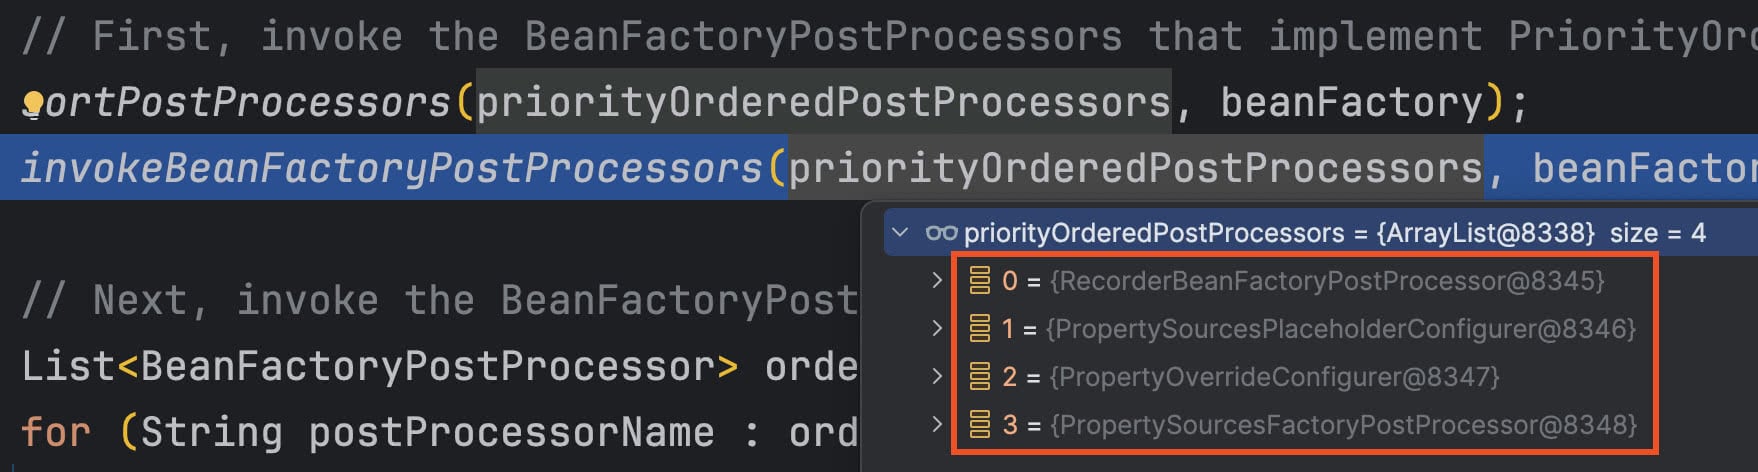 // First, invoke the BeanFactoryPostProcessors that implement PriorityOrd
ortPostProcessors(priorityOrderedPostProcessors, beanFactory);
invokeBeanFactoryPostProcessors(priorityOrderedPostProcessors, beanFactor
priorityOrderedPostProcessors = {ArrayList@8338} size = 4
0 = {RecorderBeanFactoryPostProcessor@8345}
// Next, invoke the BeanFactoryPost
1 = {PropertySourcesPlaceholderConfigurer@8346}
List<BeanFactoryPostProcessor> orde
2 = {PropertyOverrideConfigurer@8347}
for (String postProcessorName : ord
3 = {PropertySourcesFactoryPostProcessor@8348}